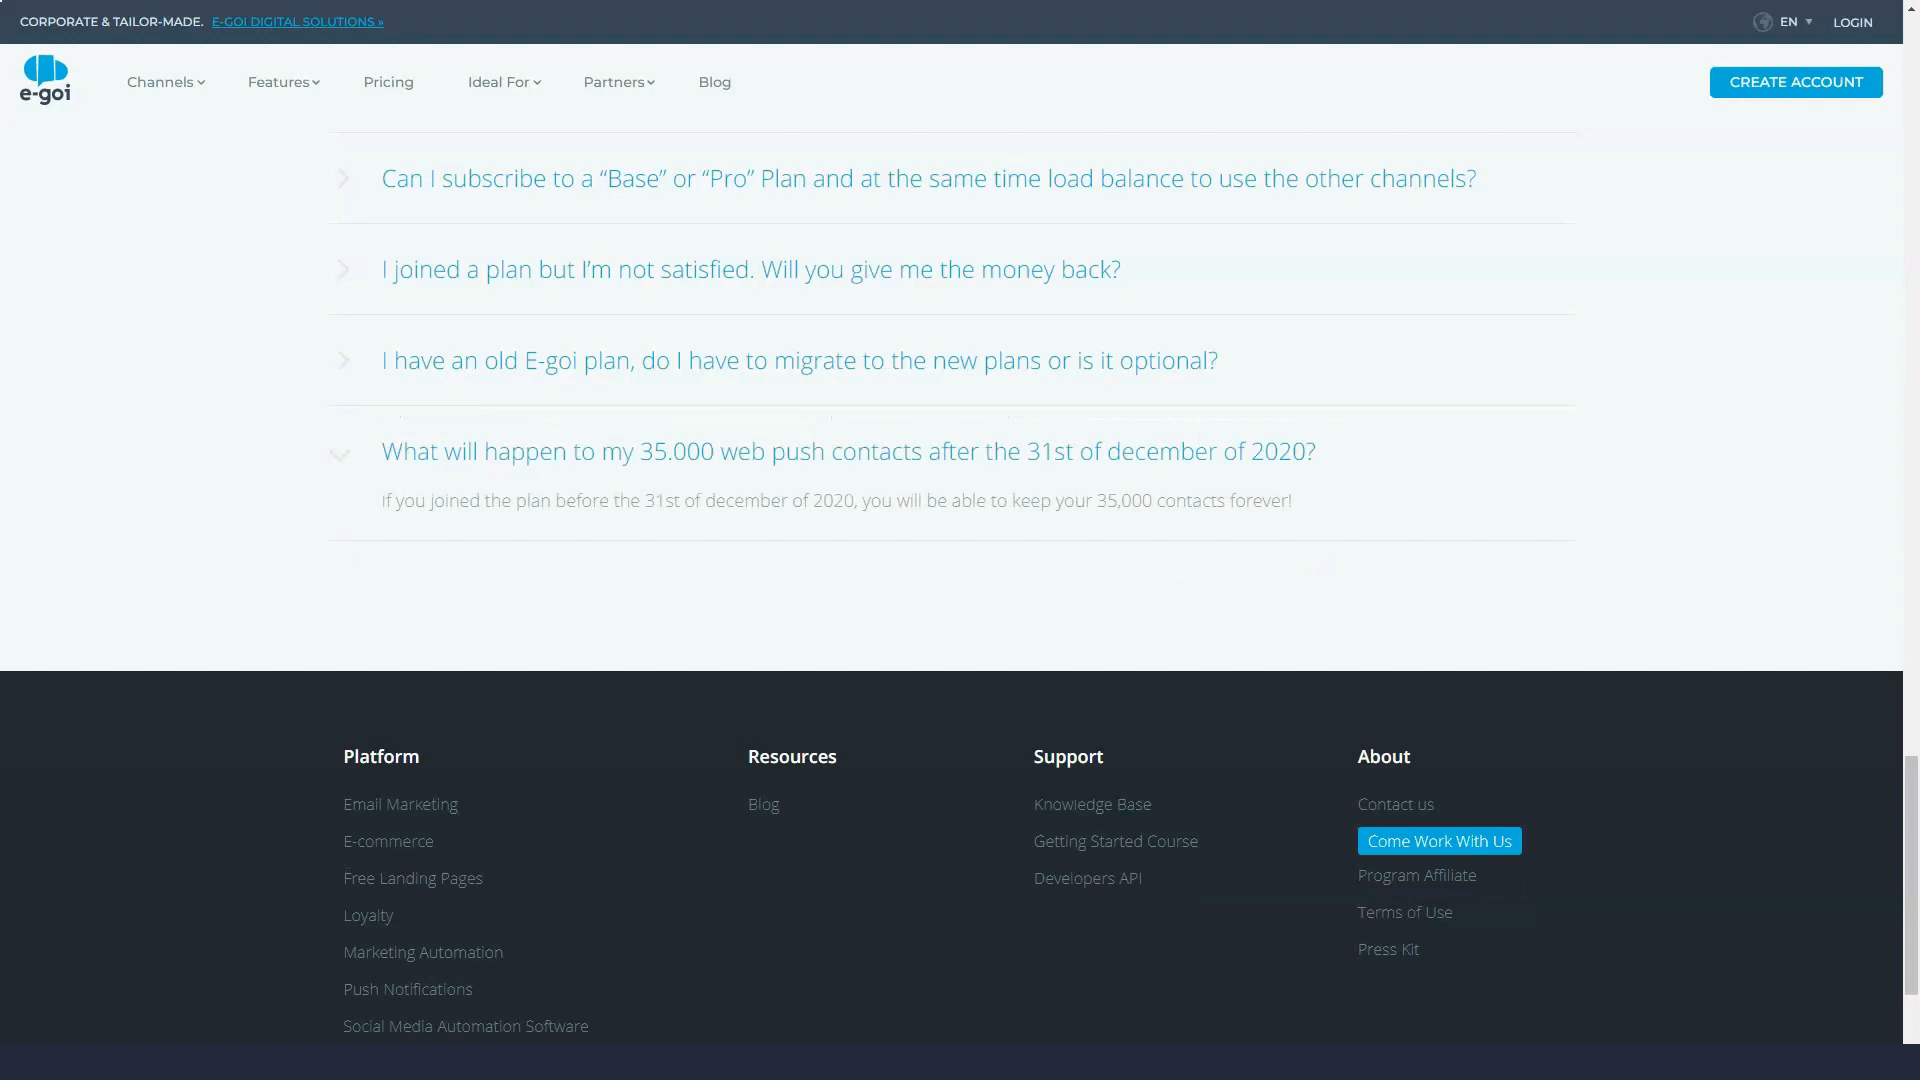 CORPORATE & TAILOR-MADE. E-GOI DIGITAL SOLUTIONS » EN LOGIN
e-goi Channels Features Pricing Ideal For Partners Blog CREATE ACCOUNT
Can I subscribe to a “Base” or “Pro” Plan and at the same time load balance to use the other channels?
I joined a plan but I’m not satisfied. Will you give me the money back?
I have an old E-goi plan, do I have to migrate to the new plans or is it optional?
What will happen to my 35.000 web push contacts after the 31st of december of 2020?
If you joined the plan before the 31st of december of 2020, you will be able to keep your 35,000 contacts forever!
Platform
Email Marketing
E-commerce
Free Landing Pages
Loyalty
Marketing Automation
Push Notifications
Social Media Automation Software
Resources
Blog
Support
Knowledge Base
Getting Started Course
Developers API
About
Contact us
Come Work With Us
Program Affiliate
Terms of Use
Press Kit